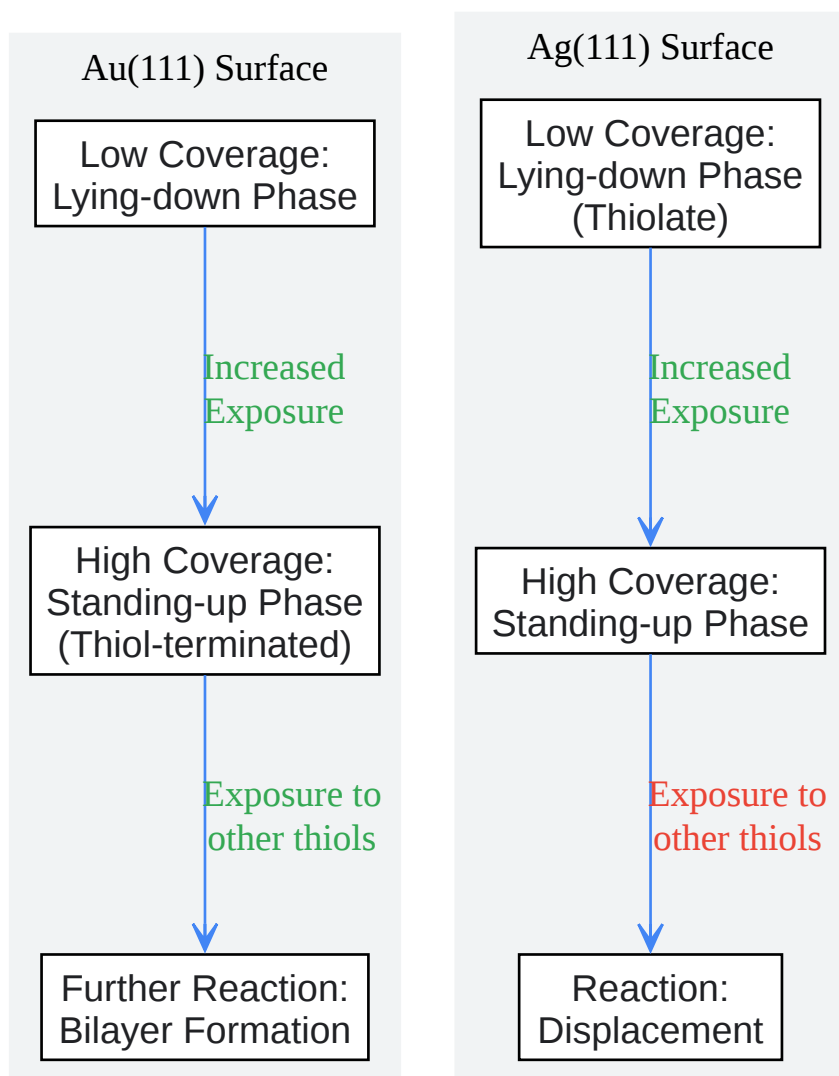 Au(111) Surface
Low Coverage:
Lying-down Phase
Increased
Exposure
High Coverage:
Standing-up Phase
(Thiol-terminated)
Exposure to
other thiols
Further Reaction:
Bilayer Formation
Ag(111) Surface
Low Coverage:
Lying-down Phase
(Thiolate)
Increased
Exposure
High Coverage:
Standing-up Phase
Exposure to
other thiols
Reaction:
Displacement